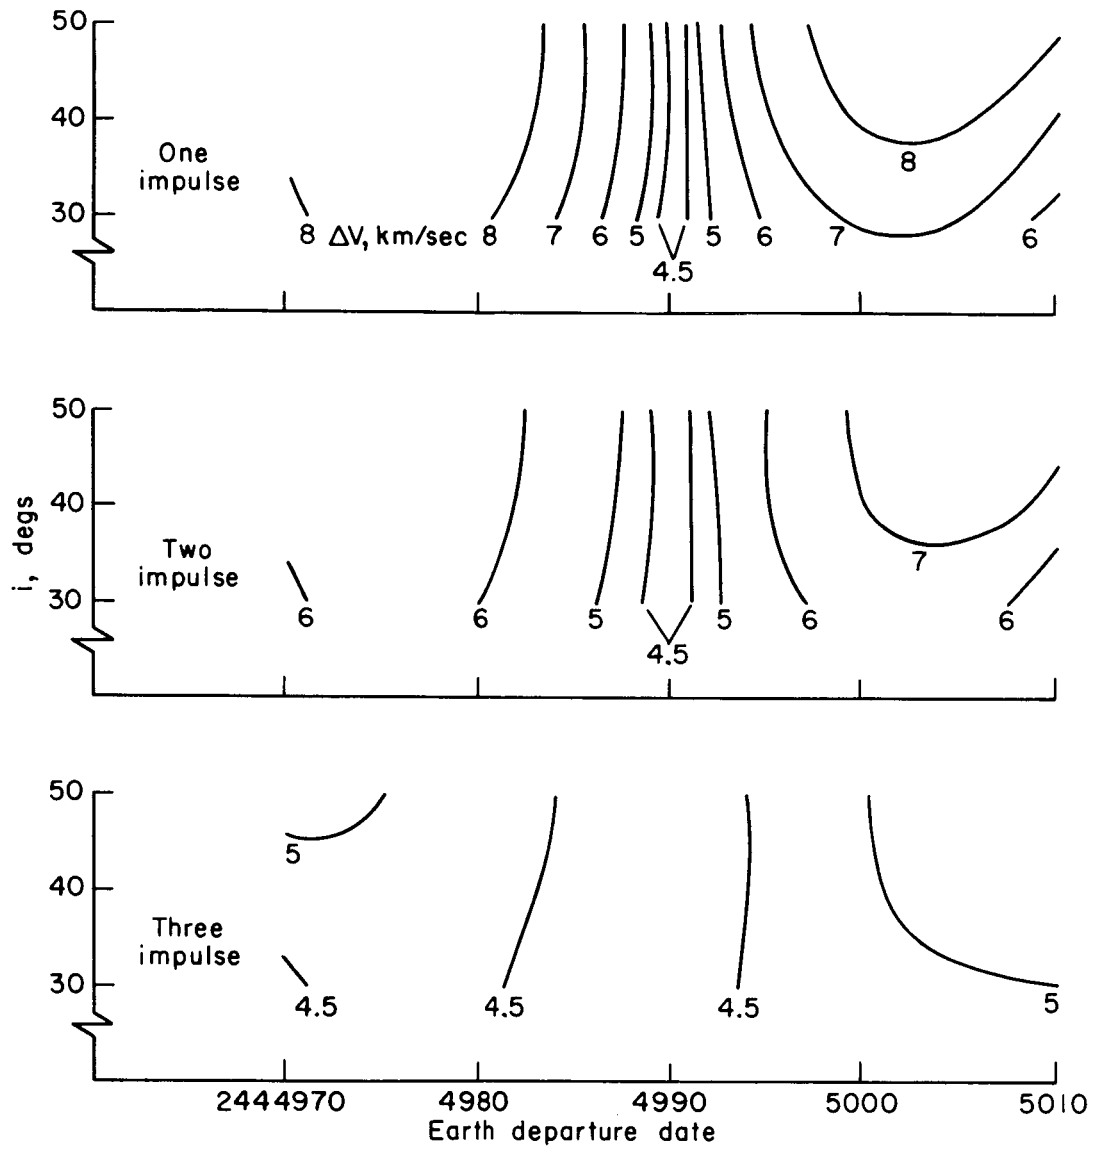 50
40
One
impulse
30
8 ΔV, km/sec 8 7 6 5 5 6 7 8 6
4.5
50
40
i, degs
Two
impulse
30
6 6 5 5 6 7 6
4.5
50
5
40
Three
impulse
30
4.5 4.5 4.5 5
2444970 4980 4990 5000 5010
Earth departure date